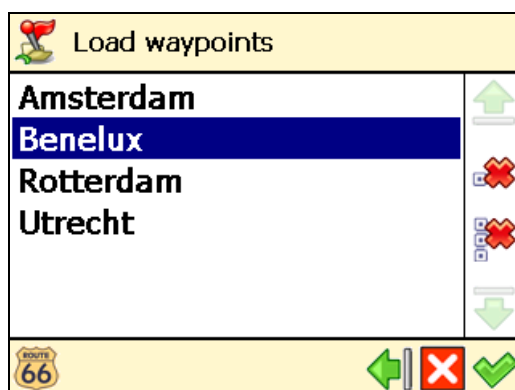 Load waypoints
Amsterdam
Benelux
Rotterdam
Utrecht
ROUTE
66